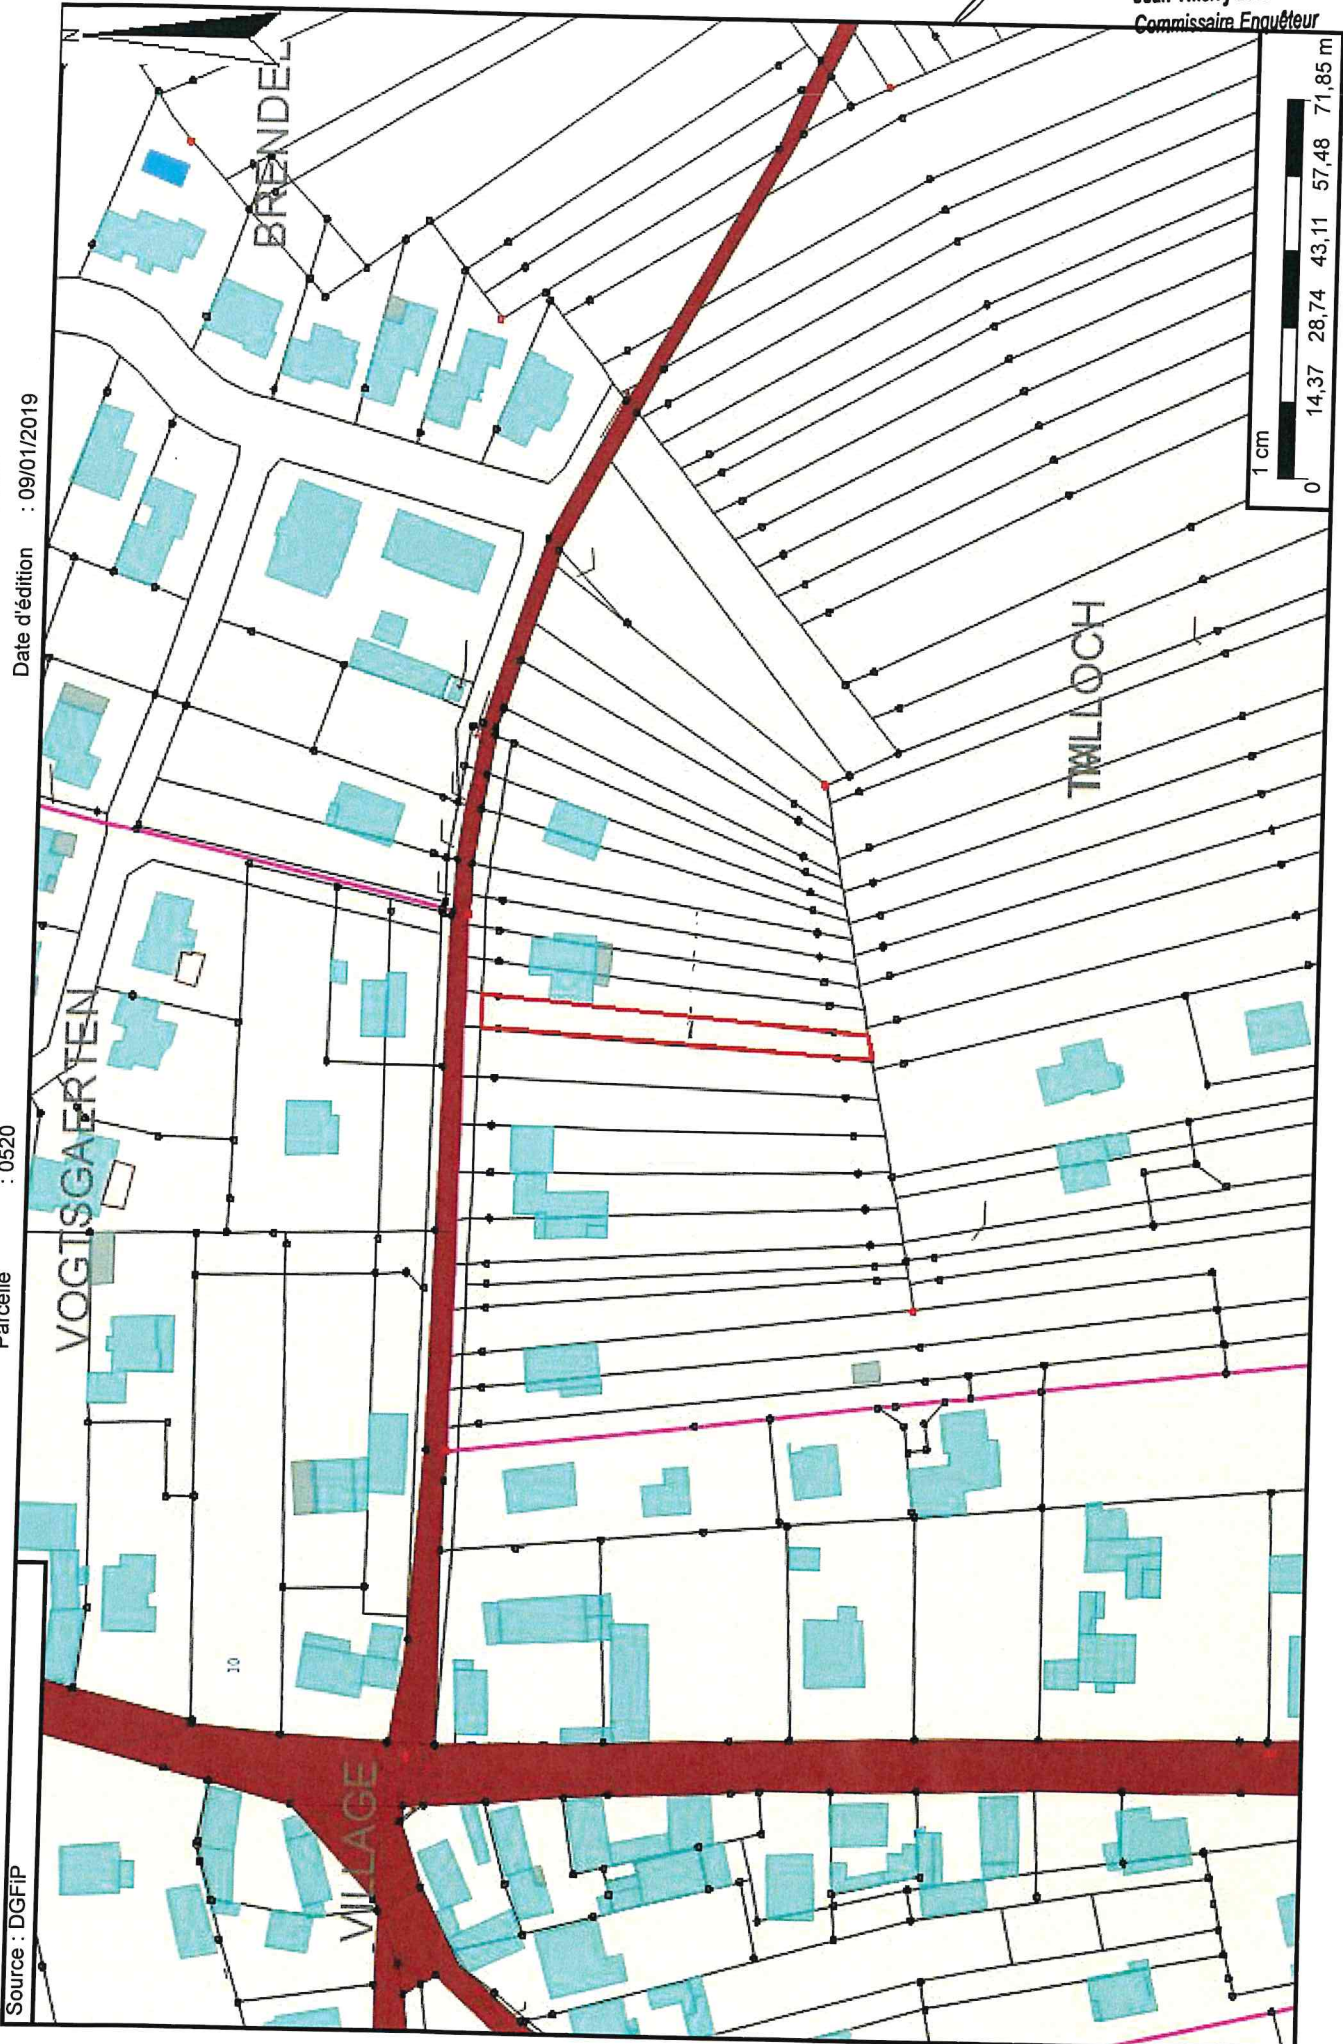 Commissaire Enquêteur
Source : DGFiP
Parcelle : 0520
Date d'édition : 09/01/2019
N
BRENDEL
VOGTSGAERTEN
VILLAGE
10
1 cm
0 14,37 28,74 43,11 57,48 71,85 m